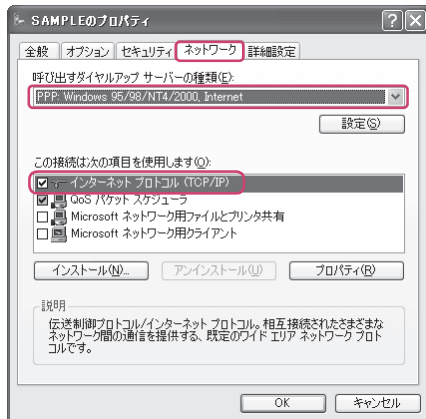 SAMPLEのプロパティ
全般 オプション セキュリティ ネットワーク 詳細設定
呼び出すダイヤルアップ サーバーの種類(E):
PPP: Windows 95/98/NT4/2000, Internet
設定(S)
この接続は次の項目を使用します(O):
インターネット プロトコル (TCP/IP)
QoS パケット スケジューラ
Microsoft ネットワーク用ファイルとプリンタ共有
Microsoft ネットワーク用クライアント
インストール(N)... アンインストール(U) プロパティ(R)
説明
伝送制御プロトコル/インターネット プロトコル。相互接続されたさまざまな
ネットワーク間の通信を提供する、既定のワイド エリア ネットワーク プロト
コルです。
OK キャンセル